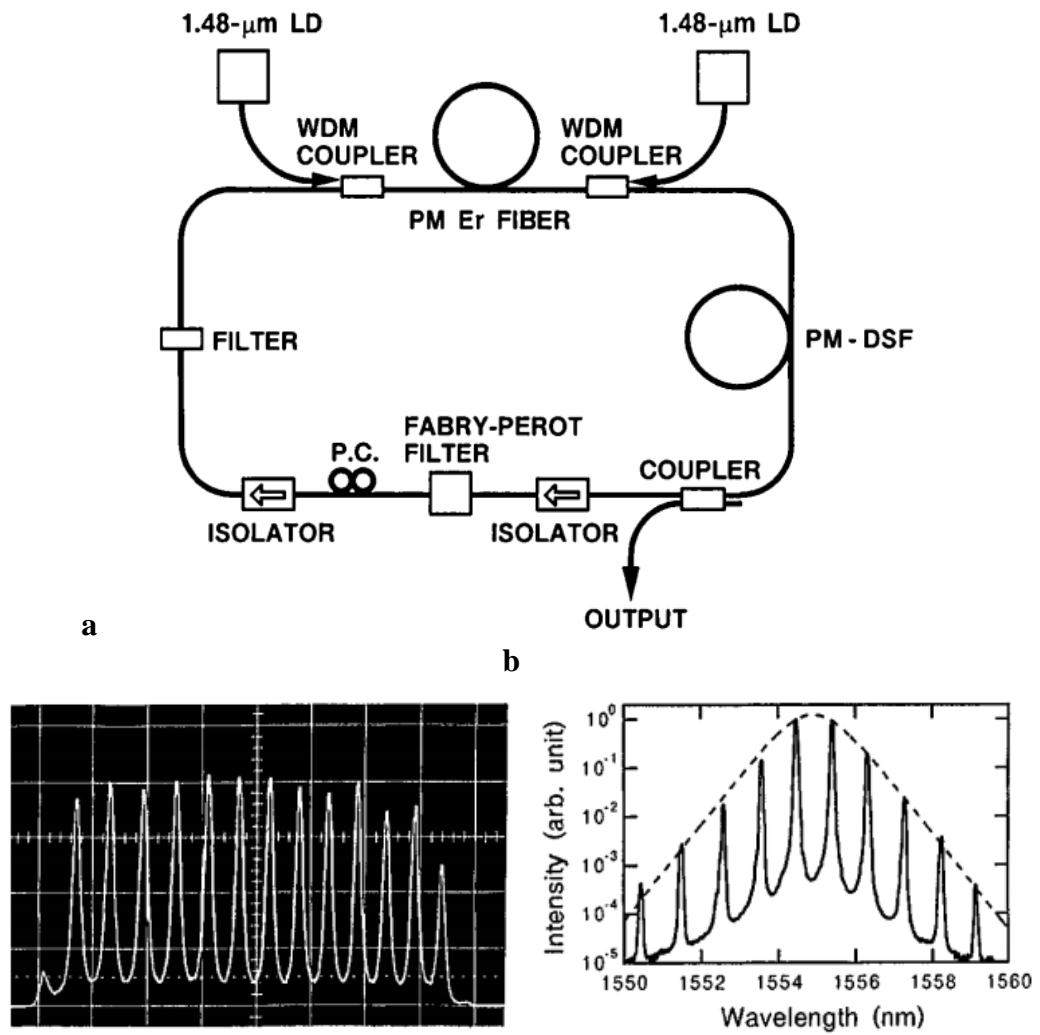 1.48-µm LD
1.48-µm LD
WDM
COUPLER
WDM
COUPLER
PM Er FIBER
FILTER
PM - DSF
FABRY-PEROT
FILTER
P.C.
COUPLER
ISOLATOR
ISOLATOR
OUTPUT
a
b
Intensity (arb. unit)
10⁰
10⁻¹
10⁻²
10⁻³
10⁻⁴
10⁻⁵
1550 1552 1554 1556 1558 1560
Wavelength (nm)